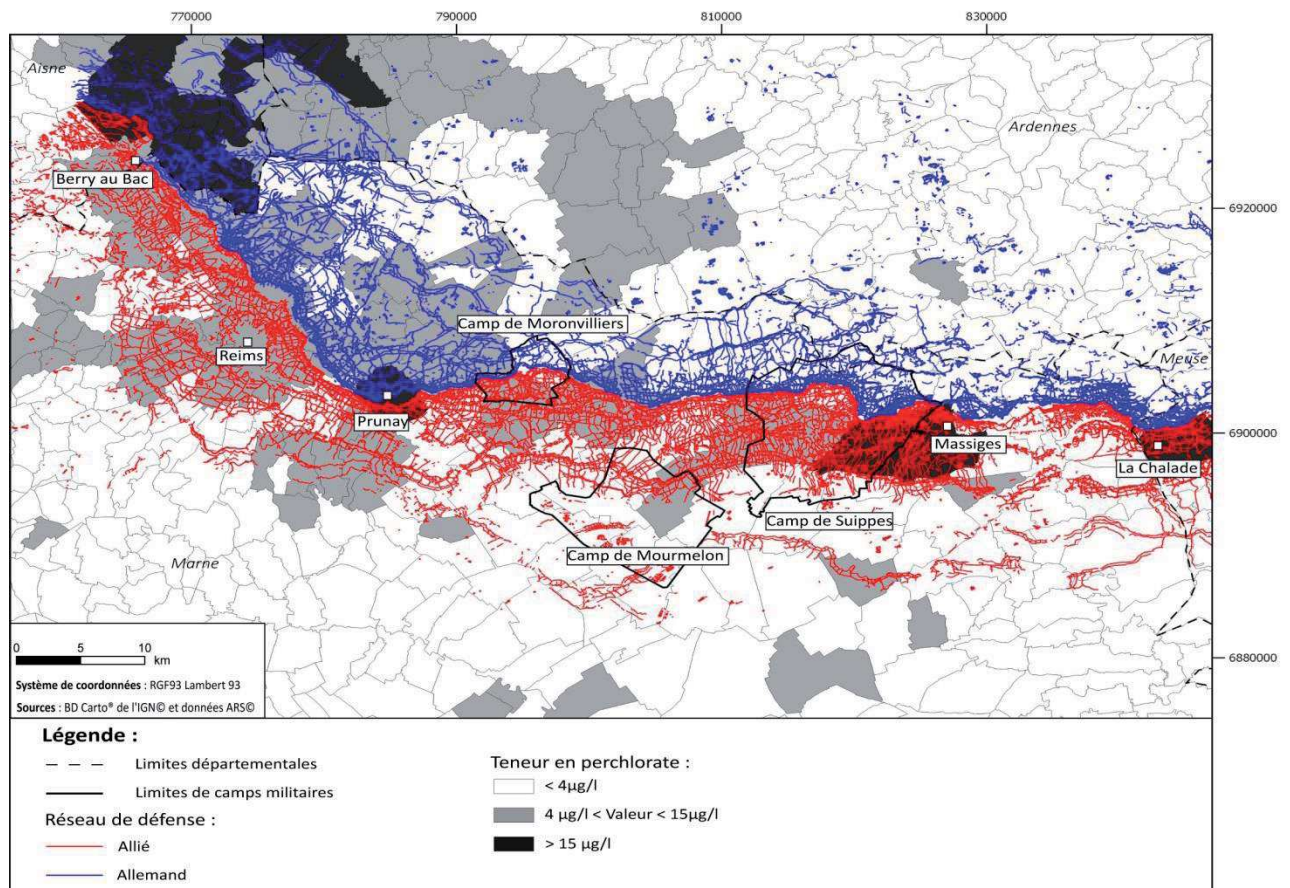 770000
790000
810000
830000
Aisne
Ardennes
Berry au Bac
6920000
Camp de Moronvilliers
Reims
Meuse
Prunay
Massiges
6900000
La Chalade
Camp de Suippes
Camp de Mourmelon
Marne
0 5 10
km
6880000
Système de coordonnées : RGF93 Lambert 93
Sources : BD Carto® de l'IGN© et données ARS©
Légende :
Limites départementales
Limites de camps militaires
Réseau de défense :
Allié
Allemand
Teneur en perchlorate :
< 4µg/l
4 µg/l < Valeur < 15µg/l
> 15 µg/l